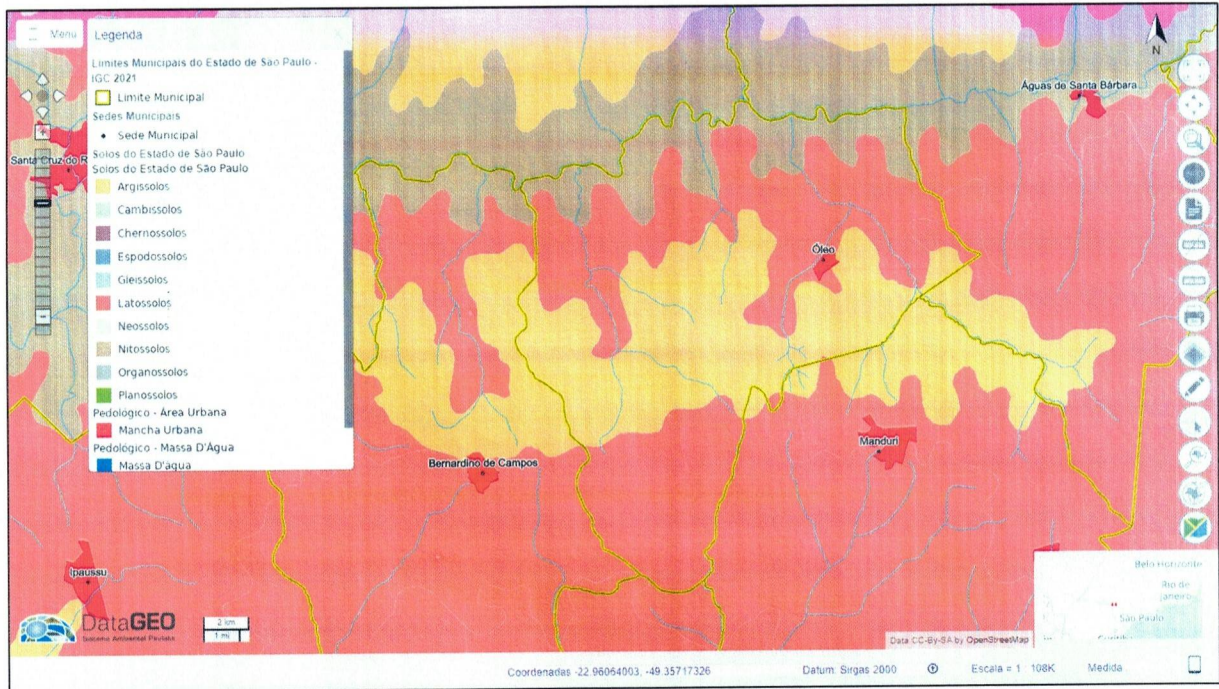 Menu
Legenda
Limites Municipais do Estado de São Paulo -
IGC 2021
Limite Municipal
Sedes Municipais
Sede Municipal
Solos do Estado de São Paulo
Solos do Estado de São Paulo
Argissolos
Cambissolos
Chernossolos
Espodossolos
Gleissolos
Latossolos
Neossolos
Nitossolos
Organossolos
Planossolos
Pedológico - Área Urbana
Mancha Urbana
Pedológico - Massa D'Água
Massa D'água
N
Águas de Santa Bárbara
Santa Cruz do R
Óleo
Manduri
Bernardino de Campos
Ipaussu
DataGEO
Sistema Ambiental Paulista
2 km
1 mi
Belo Horizonte
Rio de
Janeiro
São Paulo
Curitiba
Data CC-By-SA by OpenStreetMap
Coordenadas -22.96064003, -49.35717326
Datum: Sirgas 2000
Escala = 1 : 108K
Medida